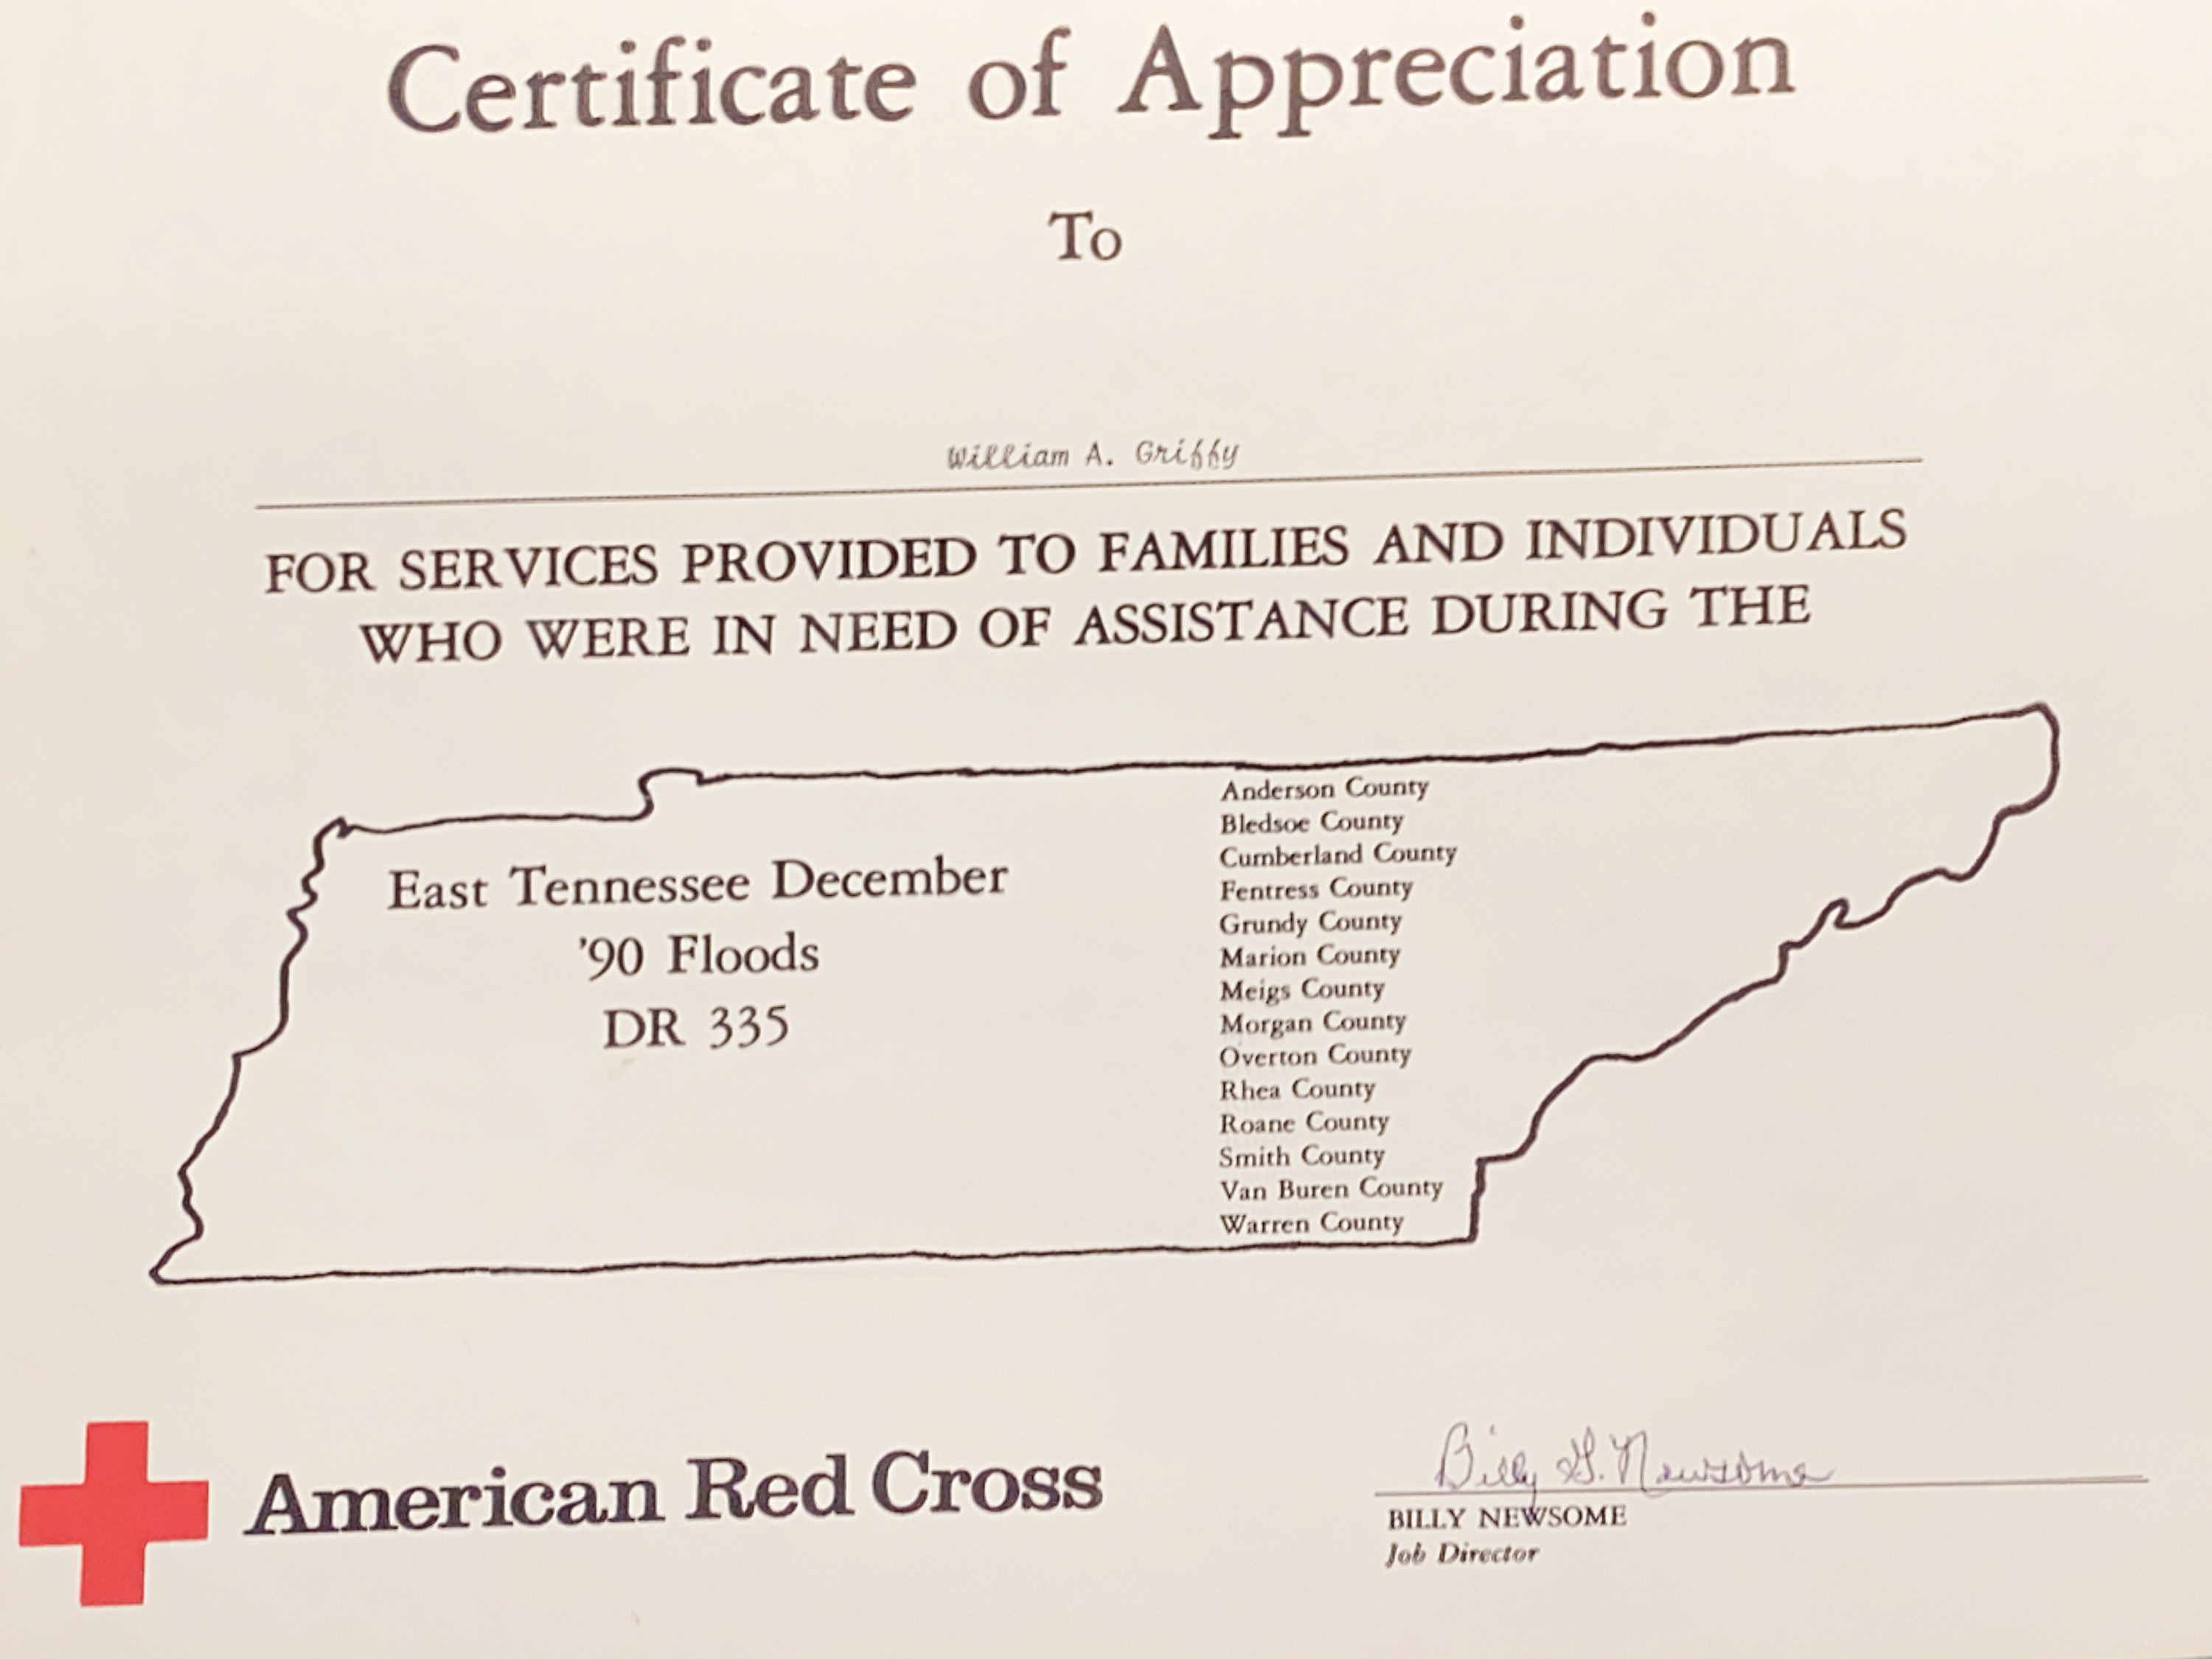 Certificate of Appreciation
To
William A. Griffy
FOR SERVICES PROVIDED TO FAMILIES AND INDIVIDUALS
WHO WERE IN NEED OF ASSISTANCE DURING THE
East Tennessee December
'90 Floods
DR 335
Anderson County
Bledsoe County
Cumberland County
Fentress County
Grundy County
Marion County
Meigs County
Morgan County
Overton County
Rhea County
Roane County
Smith County
Van Buren County
Warren County
American Red Cross
Billy G. Newsome
BILLY NEWSOME
Job Director